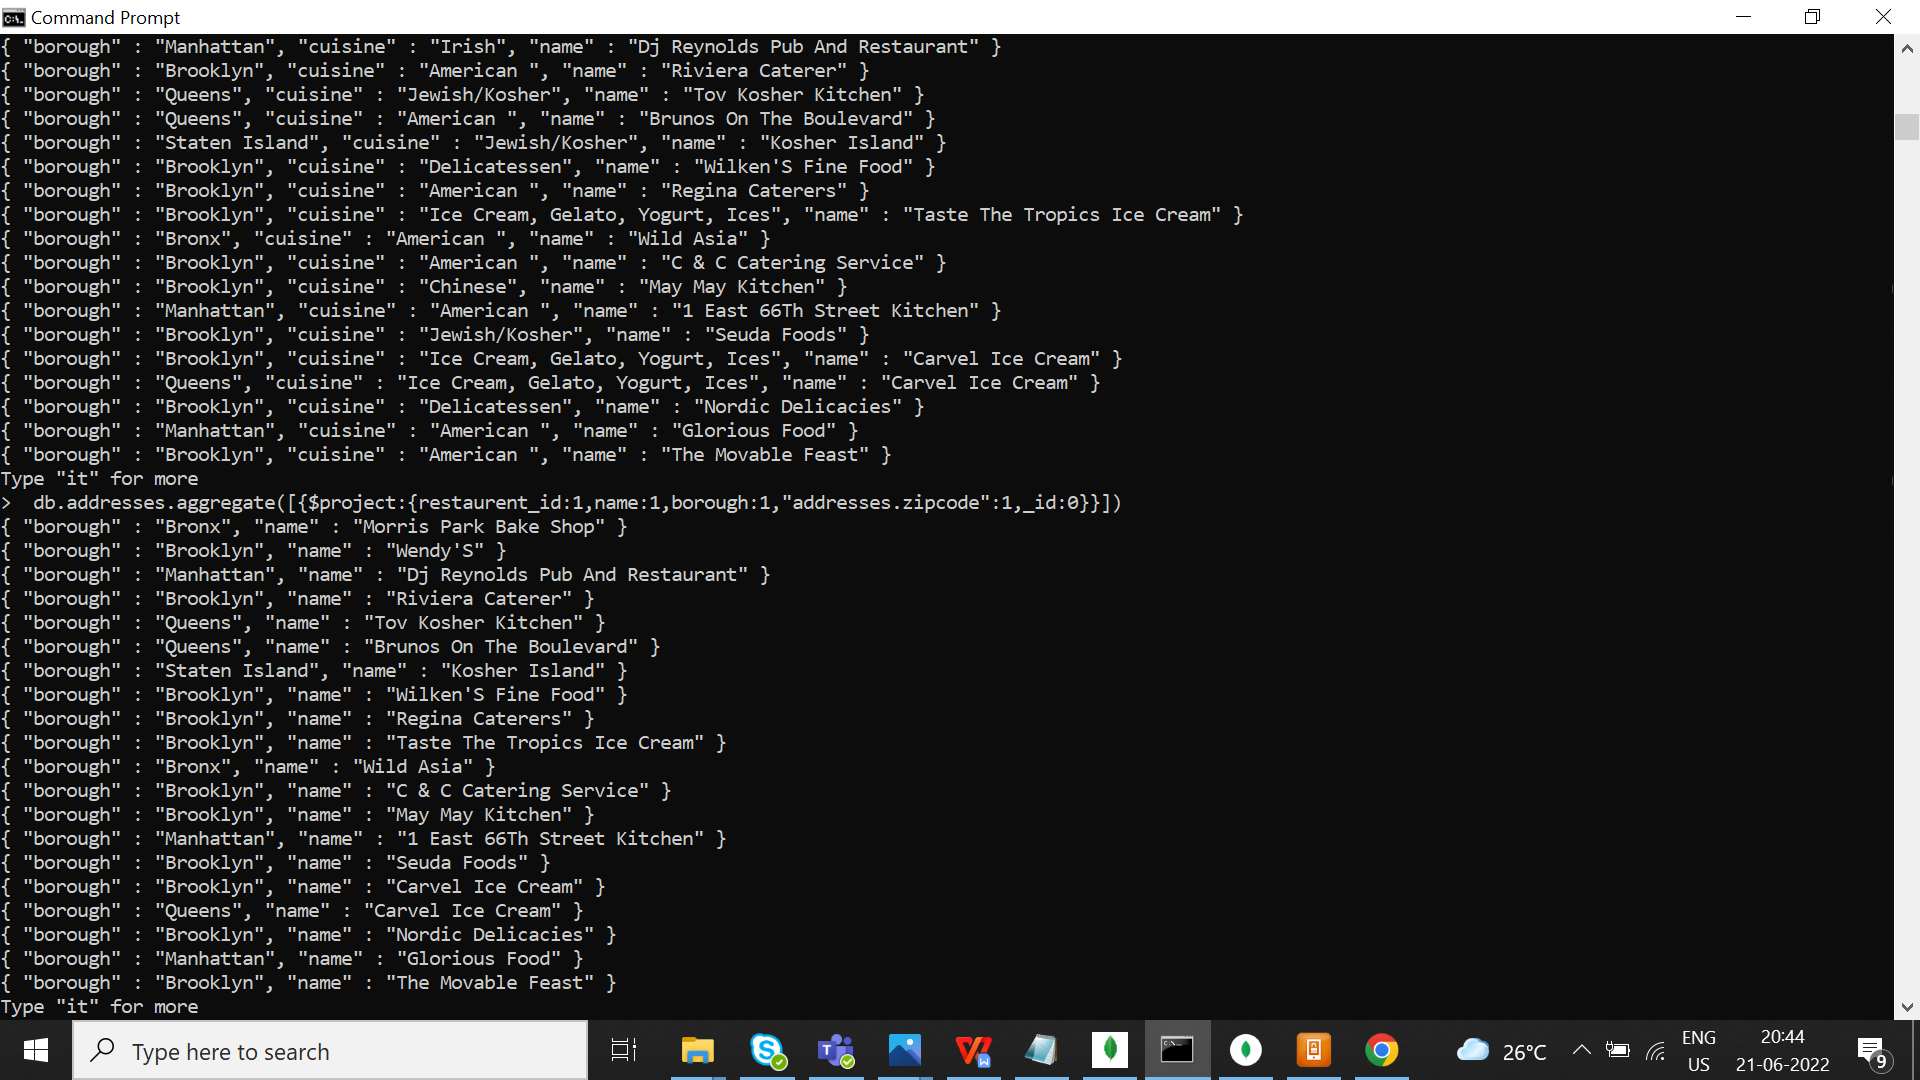 Command Prompt
{ "borough" : "Manhattan", "cuisine" : "Irish", "name" : "Dj Reynolds Pub And Restaurant" }
{ "borough" : "Brooklyn", "cuisine" : "American ", "name" : "Riviera Caterer" }
{ "borough" : "Queens", "cuisine" : "Jewish/Kosher", "name" : "Tov Kosher Kitchen" }
{ "borough" : "Queens", "cuisine" : "American ", "name" : "Brunos On The Boulevard" }
{ "borough" : "Staten Island", "cuisine" : "Jewish/Kosher", "name" : "Kosher Island" }
{ "borough" : "Brooklyn", "cuisine" : "Delicatessen", "name" : "Wilken'S Fine Food" }
{ "borough" : "Brooklyn", "cuisine" : "American ", "name" : "Regina Caterers" }
{ "borough" : "Brooklyn", "cuisine" : "Ice Cream, Gelato, Yogurt, Ices", "name" : "Taste The Tropics Ice Cream" }
{ "borough" : "Bronx", "cuisine" : "American ", "name" : "Wild Asia" }
{ "borough" : "Brooklyn", "cuisine" : "American ", "name" : "C & C Catering Service" }
{ "borough" : "Brooklyn", "cuisine" : "Chinese", "name" : "May May Kitchen" }
{ "borough" : "Manhattan", "cuisine" : "American ", "name" : "1 East 66Th Street Kitchen" }
{ "borough" : "Brooklyn", "cuisine" : "Jewish/Kosher", "name" : "Seuda Foods" }
{ "borough" : "Brooklyn", "cuisine" : "Ice Cream, Gelato, Yogurt, Ices", "name" : "Carvel Ice Cream" }
{ "borough" : "Queens", "cuisine" : "Ice Cream, Gelato, Yogurt, Ices", "name" : "Carvel Ice Cream" }
{ "borough" : "Brooklyn", "cuisine" : "Delicatessen", "name" : "Nordic Delicacies" }
{ "borough" : "Manhattan", "cuisine" : "American ", "name" : "Glorious Food" }
{ "borough" : "Brooklyn", "cuisine" : "American ", "name" : "The Movable Feast" }
Type "it" for more
>  db.addresses.aggregate([{$project:{restaurent_id:1,name:1,borough:1,"addresses.zipcode":1,_id:0}}])
{ "borough" : "Bronx", "name" : "Morris Park Bake Shop" }
{ "borough" : "Brooklyn", "name" : "Wendy'S" }
{ "borough" : "Manhattan", "name" : "Dj Reynolds Pub And Restaurant" }
{ "borough" : "Brooklyn", "name" : "Riviera Caterer" }
{ "borough" : "Queens", "name" : "Tov Kosher Kitchen" }
{ "borough" : "Queens", "name" : "Brunos On The Boulevard" }
{ "borough" : "Staten Island", "name" : "Kosher Island" }
{ "borough" : "Brooklyn", "name" : "Wilken'S Fine Food" }
{ "borough" : "Brooklyn", "name" : "Regina Caterers" }
{ "borough" : "Brooklyn", "name" : "Taste The Tropics Ice Cream" }
{ "borough" : "Bronx", "name" : "Wild Asia" }
{ "borough" : "Brooklyn", "name" : "C & C Catering Service" }
{ "borough" : "Brooklyn", "name" : "May May Kitchen" }
{ "borough" : "Manhattan", "name" : "1 East 66Th Street Kitchen" }
{ "borough" : "Brooklyn", "name" : "Seuda Foods" }
{ "borough" : "Brooklyn", "name" : "Carvel Ice Cream" }
{ "borough" : "Queens", "name" : "Carvel Ice Cream" }
{ "borough" : "Brooklyn", "name" : "Nordic Delicacies" }
{ "borough" : "Manhattan", "name" : "Glorious Food" }
{ "borough" : "Brooklyn", "name" : "The Movable Feast" }
Type "it" for more
Type here to search
26°C
ENG
US
20:44
21-06-2022
9